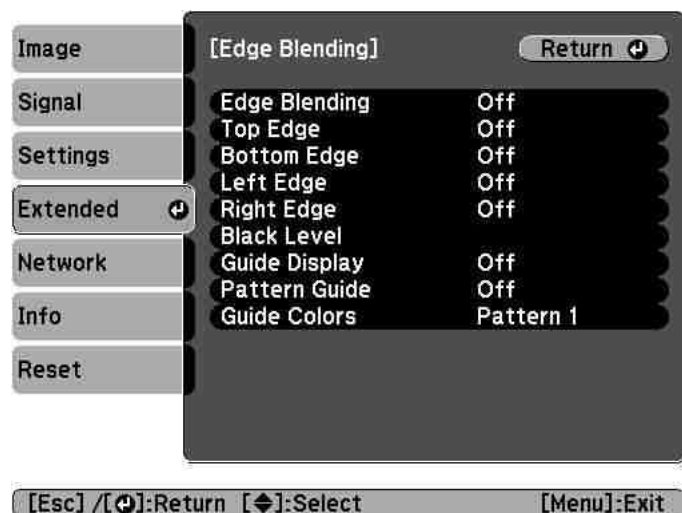 Image
Signal
Settings
Extended
Network
Info
Reset
[Edge Blending] Return
Edge Blending Off
Top Edge Off
Bottom Edge Off
Left Edge Off
Right Edge Off
Black Level
Guide Display Off
Pattern Guide Off
Guide Colors Pattern 1
[Esc] /[ ]:Return [ ]:Select [Menu]:Exit